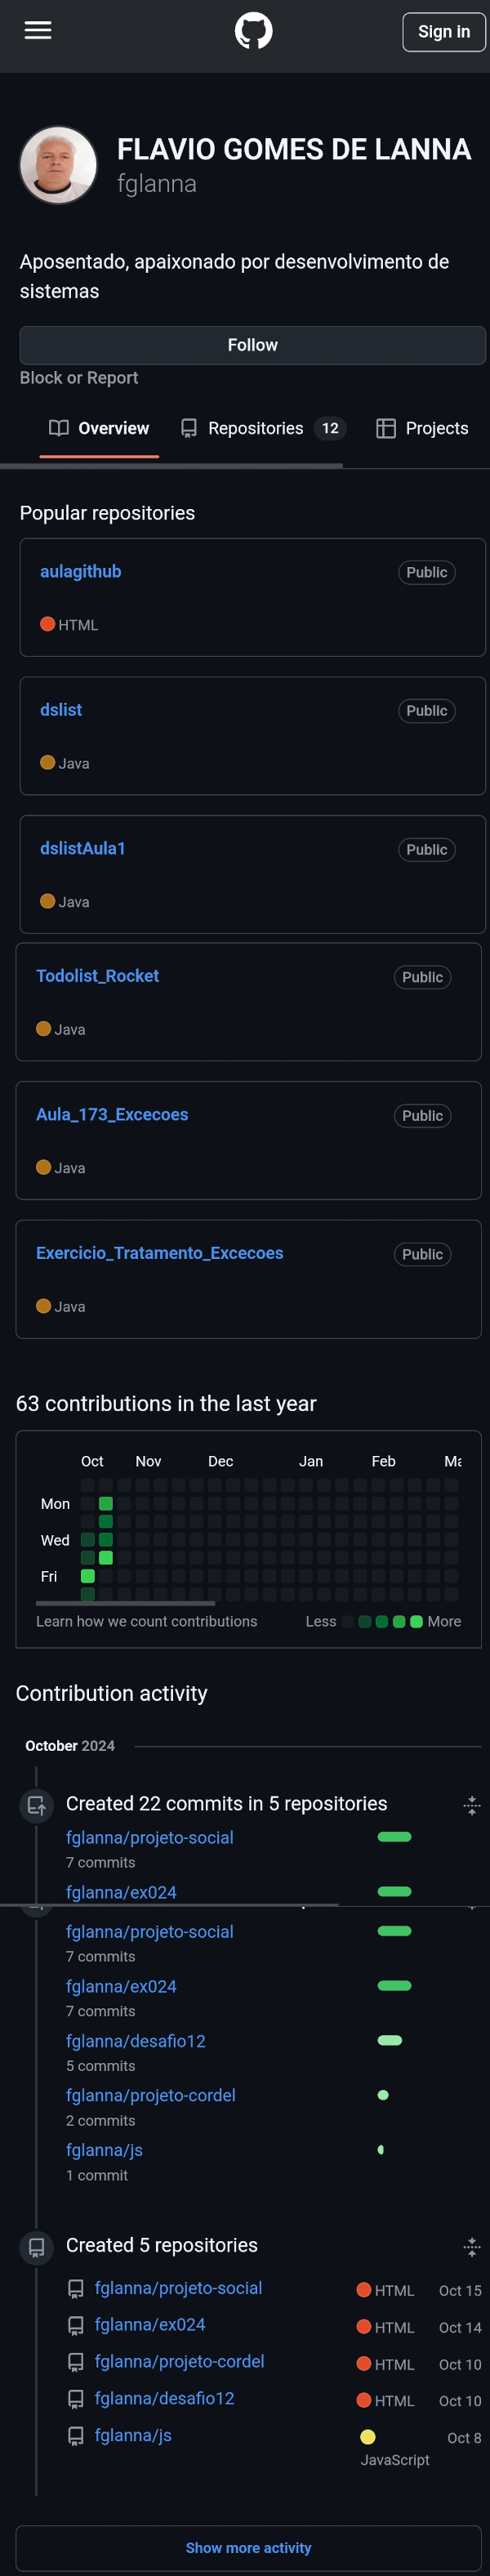 Sign in
FLAVIO GOMES DE LANNA
fglanna
Aposentado, apaixonado por desenvolvimento de
sistemas
Follow
Block or Report
Overview Repositories 12 Projects
Popular repositories
aulagithub Public
HTML
dslist Public
Java
dslistAula1 Public
Java
Todolist_Rocket Public
Java
Aula_173_Excecoes Public
Java
Exercicio_Tratamento_Excecoes Public
Java
63 contributions in the last year
Oct Nov Dec Jan Feb Ma
Mon
Wed
Fri
Learn how we count contributions Less More
Contribution activity
October 2024
Created 22 commits in 5 repositories
fglanna/projeto-social
7 commits
fglanna/ex024
fglanna/projeto-social
7 commits
fglanna/ex024
7 commits
fglanna/desafio12
5 commits
fglanna/projeto-cordel
2 commits
fglanna/js
1 commit
Created 5 repositories
fglanna/projeto-social HTML Oct 15
fglanna/ex024 HTML Oct 14
fglanna/projeto-cordel HTML Oct 10
fglanna/desafio12 HTML Oct 10
fglanna/js Oct 8
JavaScript
Show more activity